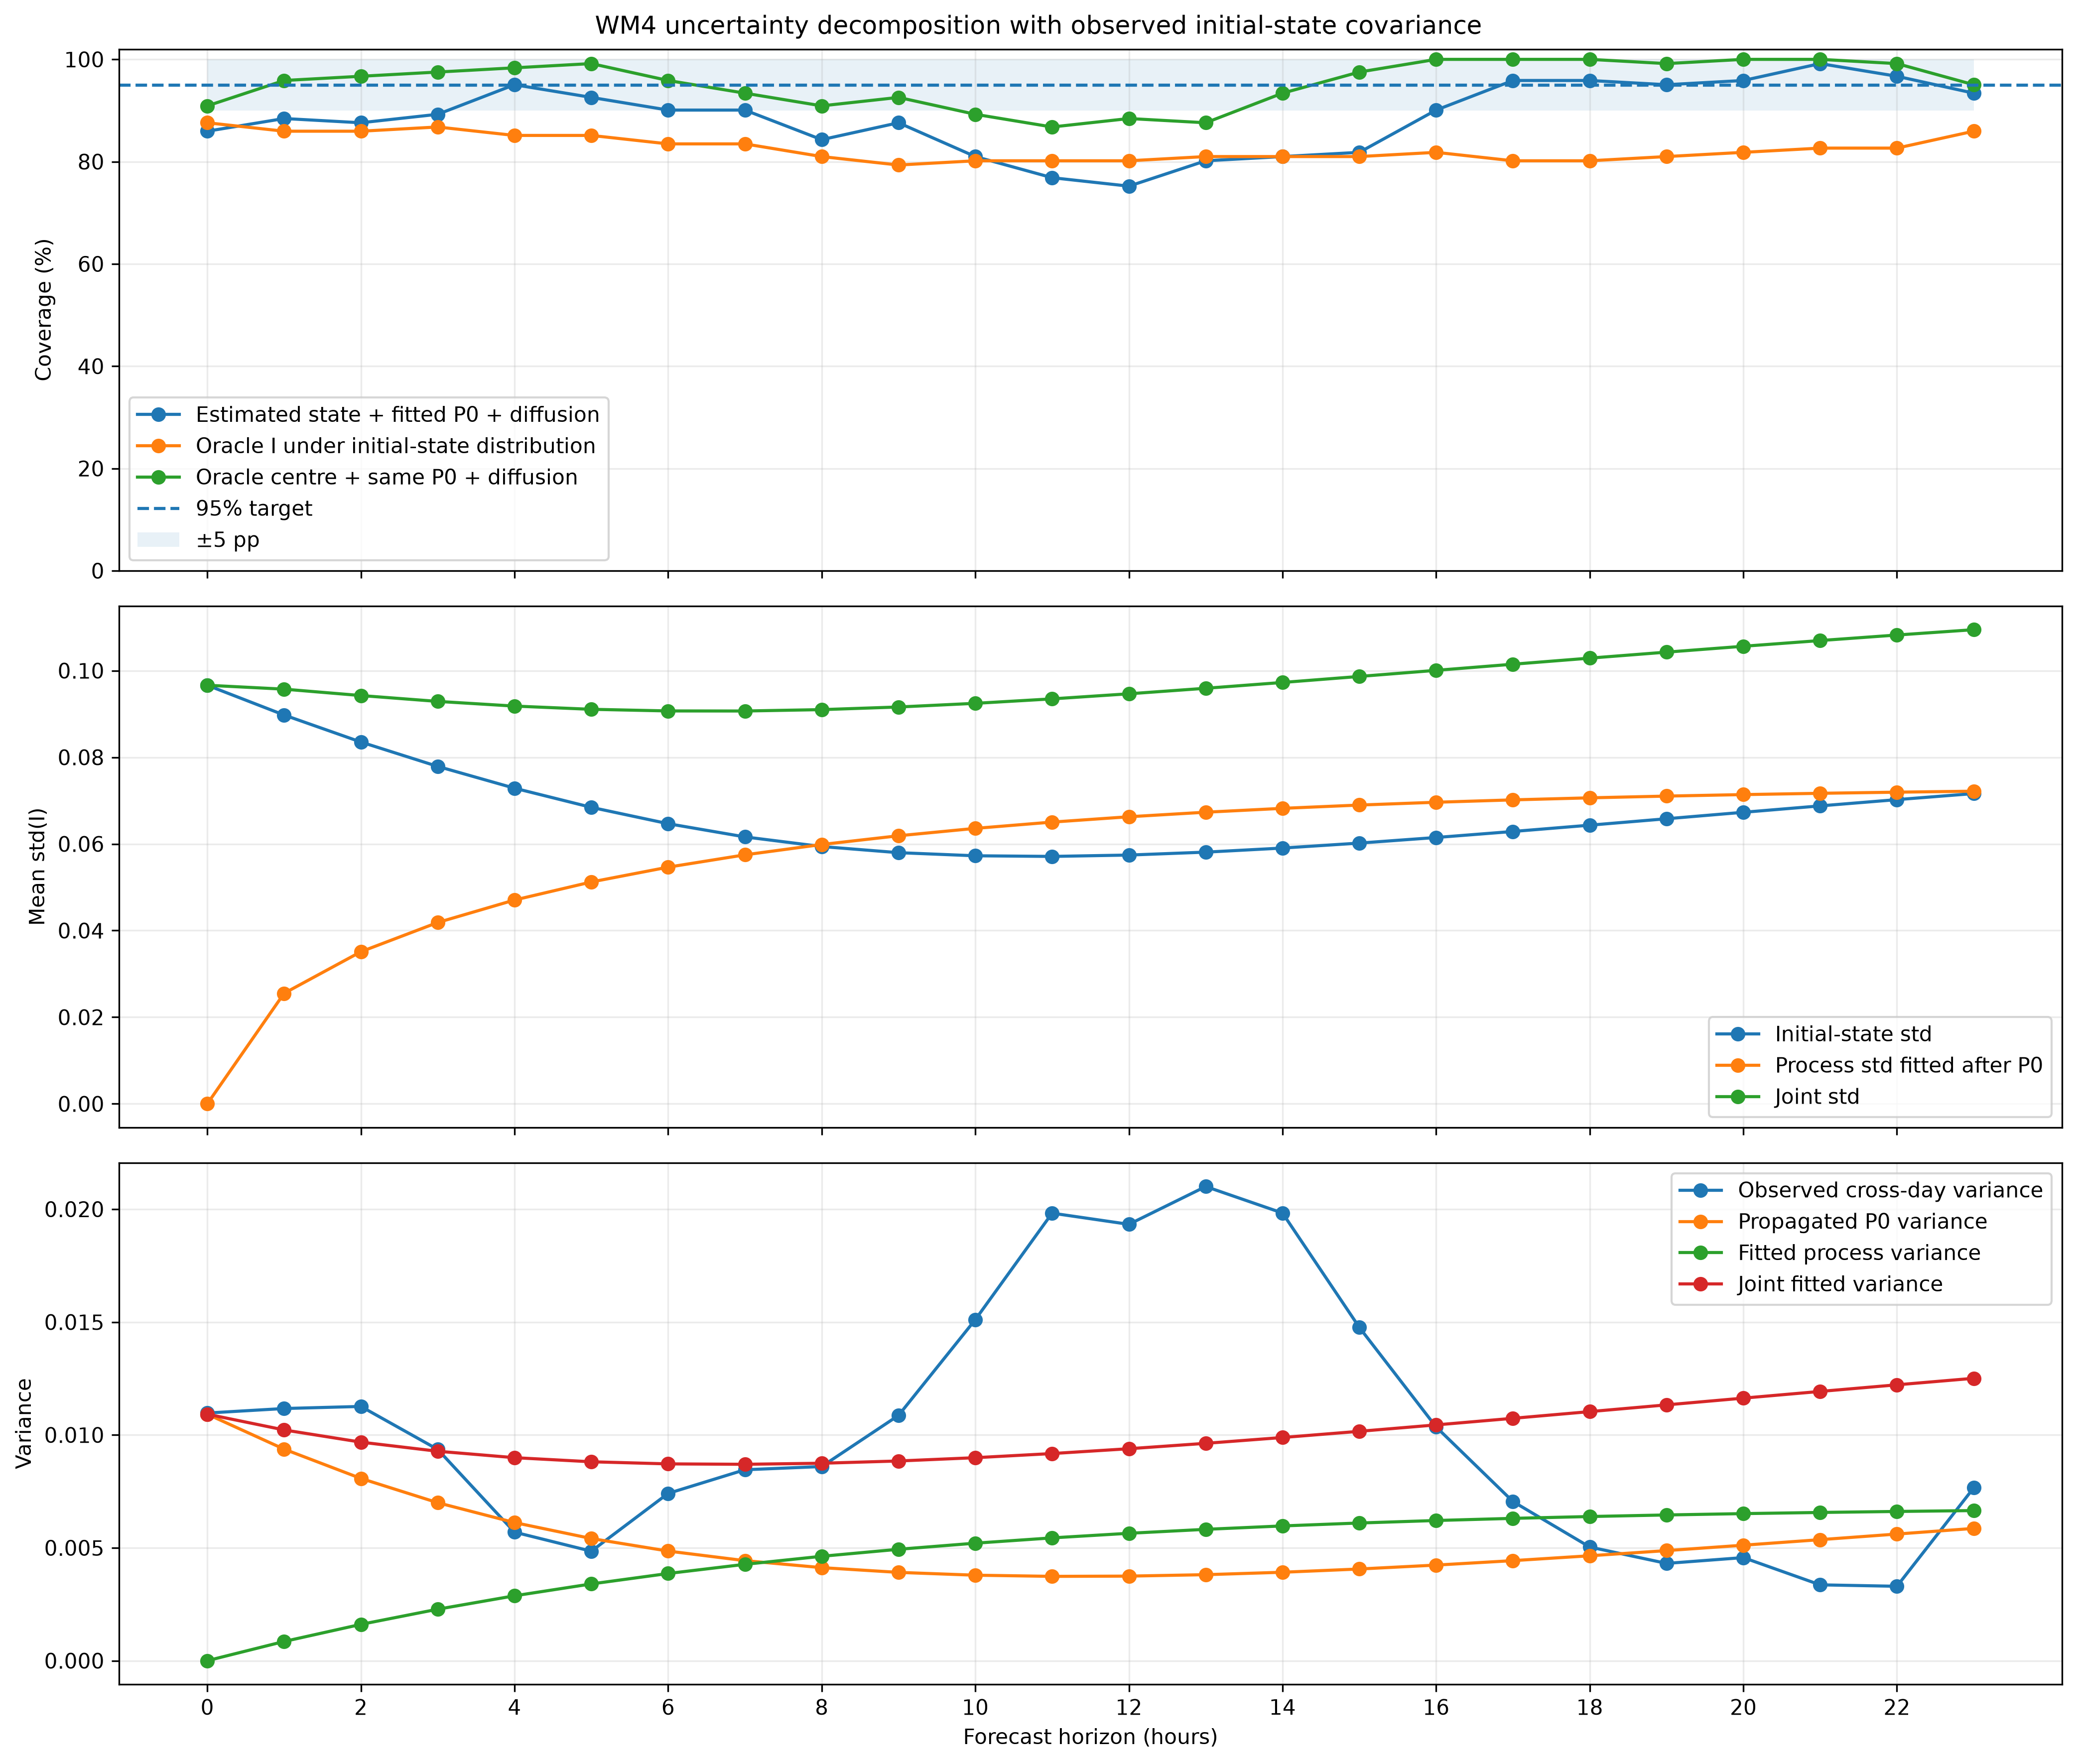 WM4 uncertainty decomposition with observed initial-state covariance
Coverage (%)
100
80
60
40
20
0
Estimated state + fitted P0 + diffusion
Oracle I under initial-state distribution
Oracle centre + same P0 + diffusion
95% target
±5 pp
Mean std(I)
0.10
0.08
0.06
0.04
0.02
0.00
Initial-state std
Process std fitted after P0
Joint std
Variance
0.020
0.015
0.010
0.005
0.000
Observed cross-day variance
Propagated P0 variance
Fitted process variance
Joint fitted variance
0 2 4 6 8 10 12 14 16 18 20 22
Forecast horizon (hours)